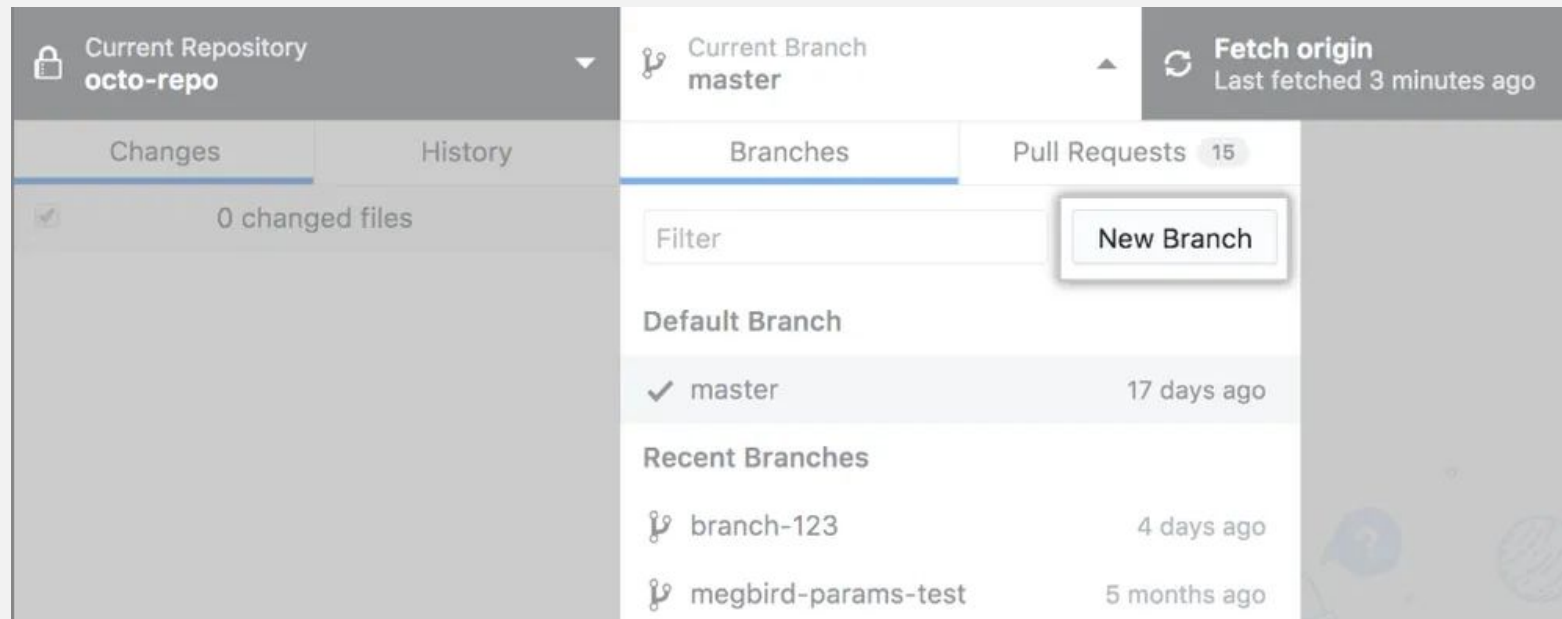 Current Repository
octo-repo
Current Branch
master
Fetch origin
Last fetched 3 minutes ago
Changes
History
Branches
Pull Requests 15
0 changed files
Filter
New Branch
Default Branch
master 17 days ago
Recent Branches
branch-123 4 days ago
megbird-params-test 5 months ago
?